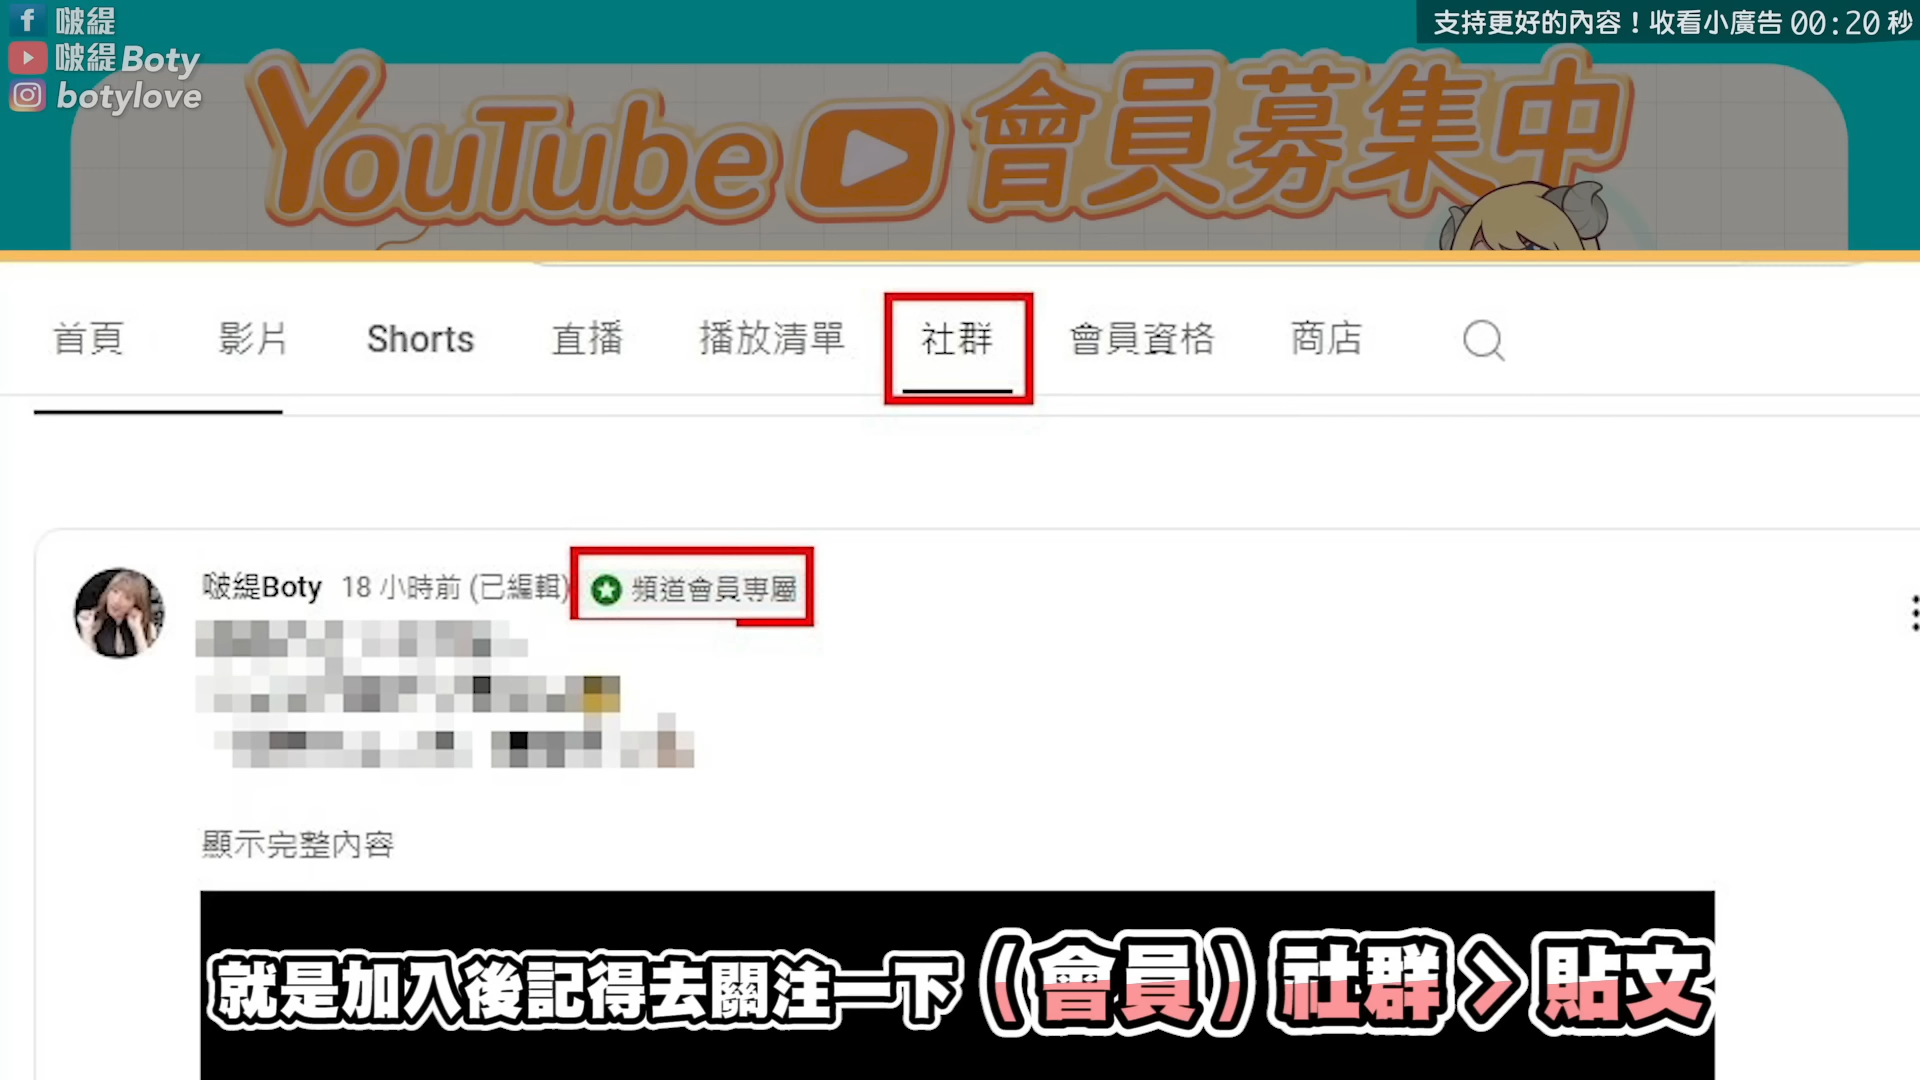 啵緹
啵緹Boty
botylove
支持更好的內容！收看小廣告 00:20 秒
YouTube 會員募集中
首頁 影片 Shorts 直播 播放清單 社群 會員資格 商店
啵緹Boty 18 小時前 (已編輯) 頻道會員專屬
顯示完整內容
就是加入後記得去關注一下（會員）社群 > 貼文